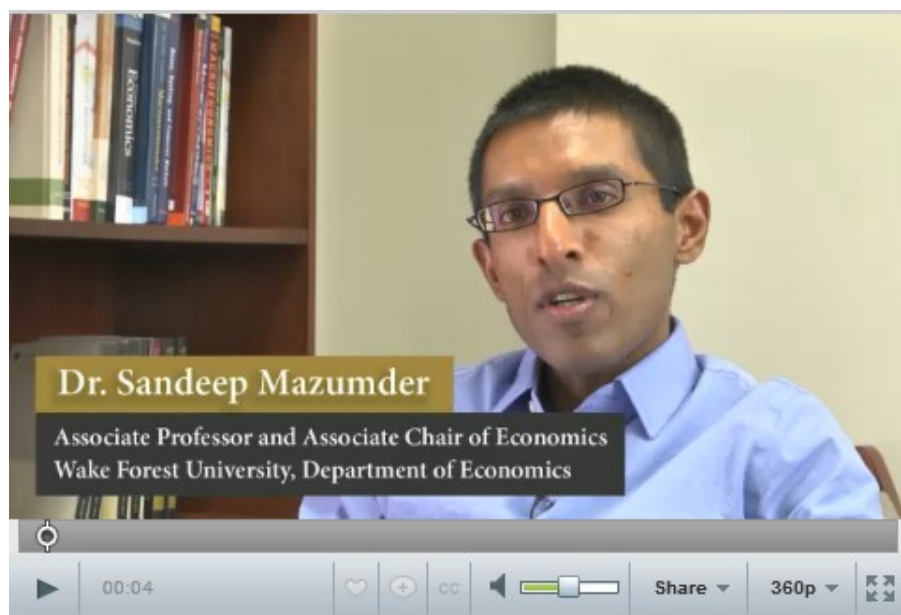 Economics
Dr. Sandeep Mazumder
Associate Professor and Associate Chair of Economics
Wake Forest University, Department of Economics
00:04
cc
Share
360p